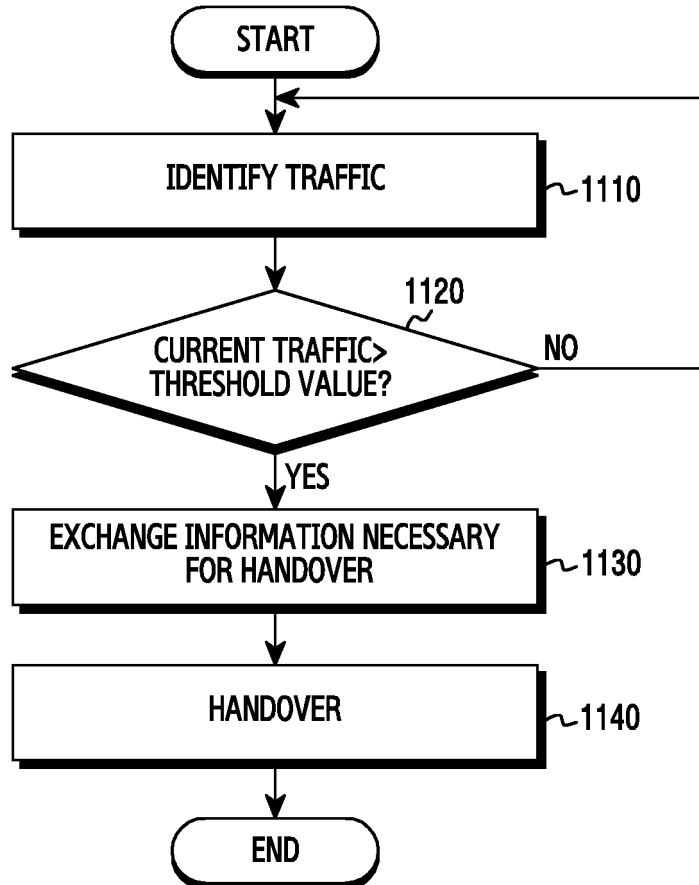 START
IDENTIFY TRAFFIC
1110
1120
CURRENT TRAFFIC>
THRESHOLD VALUE?
NO
YES
EXCHANGE INFORMATION NECESSARY
FOR HANDOVER
1130
HANDOVER
1140
END